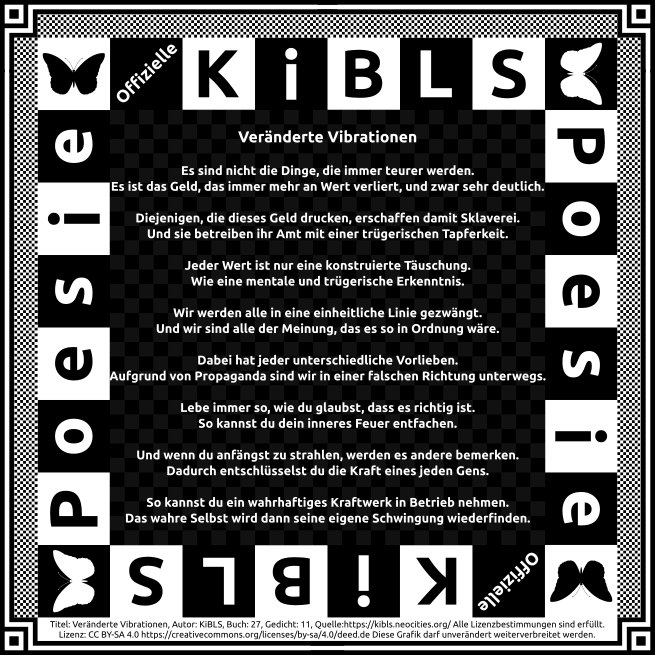 Offizielle
KiBLS
Poesie
Poesie
Veränderte Vibrationen
Es sind nicht die Dinge, die immer teurer werden.
Es ist das Geld, das immer mehr an Wert verliert, und zwar sehr deutlich.
Diejenigen, die dieses Geld drucken, erschaffen damit Sklaverei.
Und sie betreiben ihr Amt mit einer trügerischen Tapferkeit.
Jeder Wert ist nur eine konstruierte Täuschung.
Wie eine mentale und trügerische Erkenntnis.
Wir werden alle in eine einheitliche Linie gezwängt.
Und wir sind alle der Meinung, das es so in Ordnung wäre.
Dabei hat jeder unterschiedliche Vorlieben.
Aufgrund von Propaganda sind wir in einer falschen Richtung unterwegs.
Lebe immer so, wie du glaubst, dass es richtig ist.
So kannst du dein inneres Feuer entfachen.
Und wenn du anfängst zu strahlen, werden es andere bemerken.
Dadurch entschlüsselst du die Kraft eines jeden Gens.
So kannst du ein wahrhaftiges Kraftwerk in Betrieb nehmen.
Das wahre Selbst wird dann seine eigene Schwingung wiederfinden.
Offizielle
KiBLS
Titel: Veränderte Vibrationen, Autor: KiBLS, Buch: 27, Gedicht: 11, Quelle:https://kibls.neocities.org/ Alle Lizenzbestimmungen sind erfüllt.
Lizenz: CC BY-SA 4.0 https://creativecommons.org/licenses/by-sa/4.0/deed.de Diese Grafik darf unverändert weiterverbreitet werden.